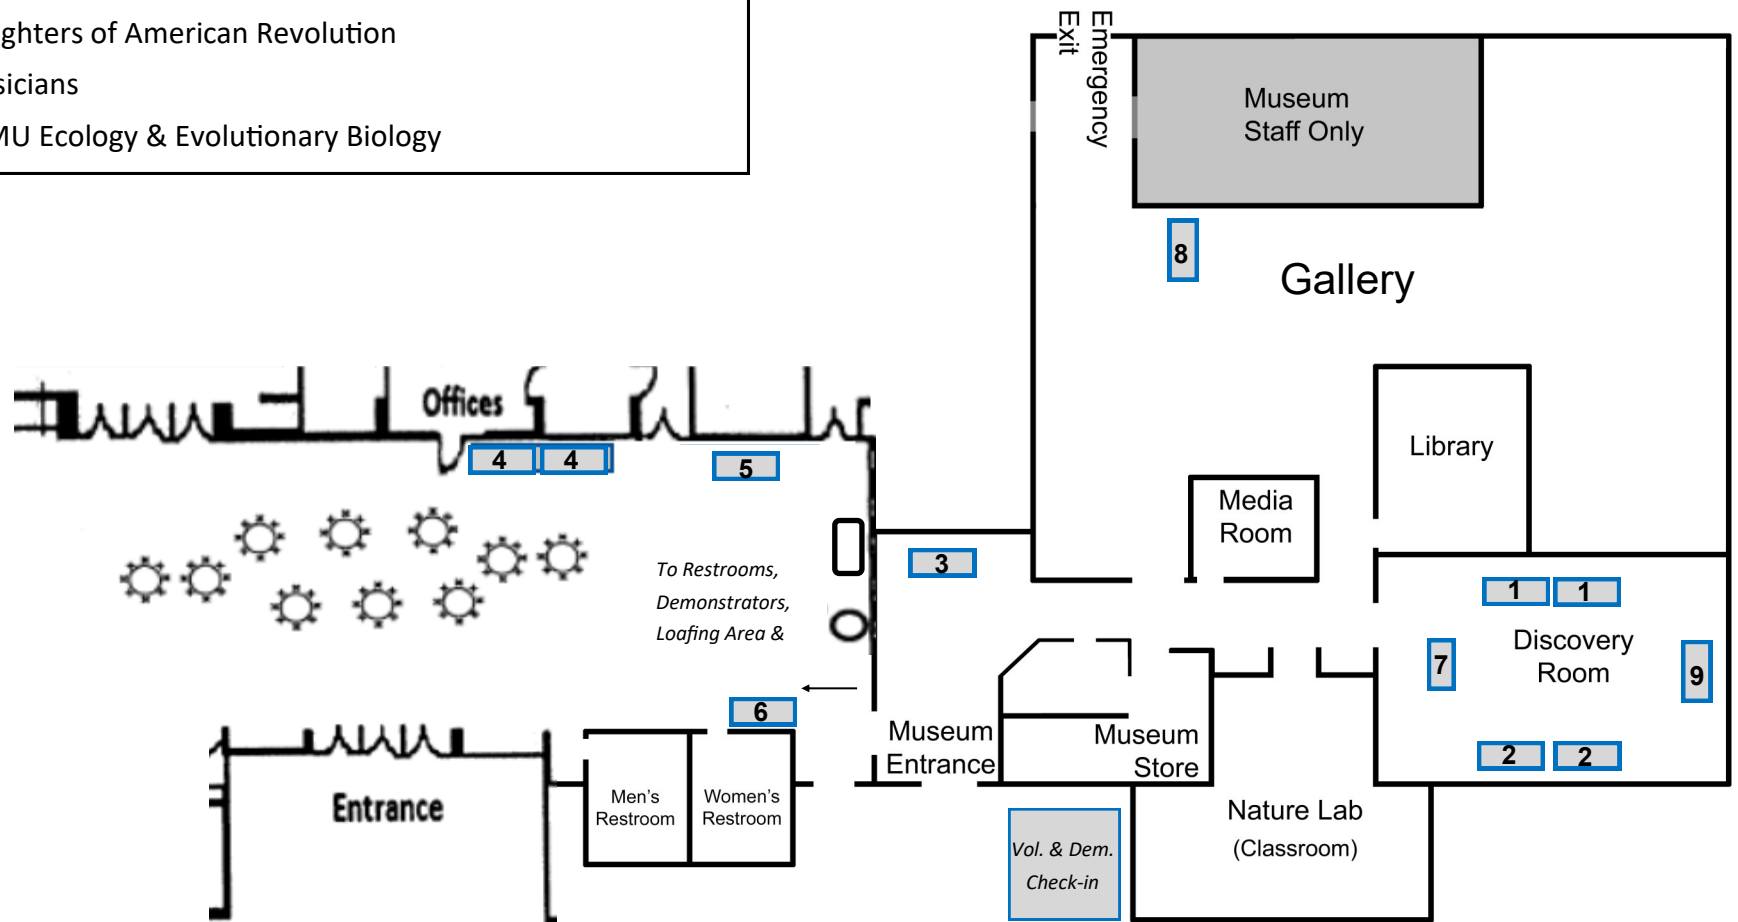 ghters of American Revolution
sicians
MU Ecology & Evolutionary Biology
Emergency
Exit
Museum
Staff Only
8
Gallery
Offices
4
4
5
Library
Media
Room
3
To Restrooms,
Demonstrators,
Loafing Area &
1
1
Discovery
Room
7
9
6
Museum
Entrance
Museum
Store
2
2
Entrance
Men's
Restroom
Women's
Restroom
Nature Lab
(Classroom)
Vol. & Dem.
Check-in